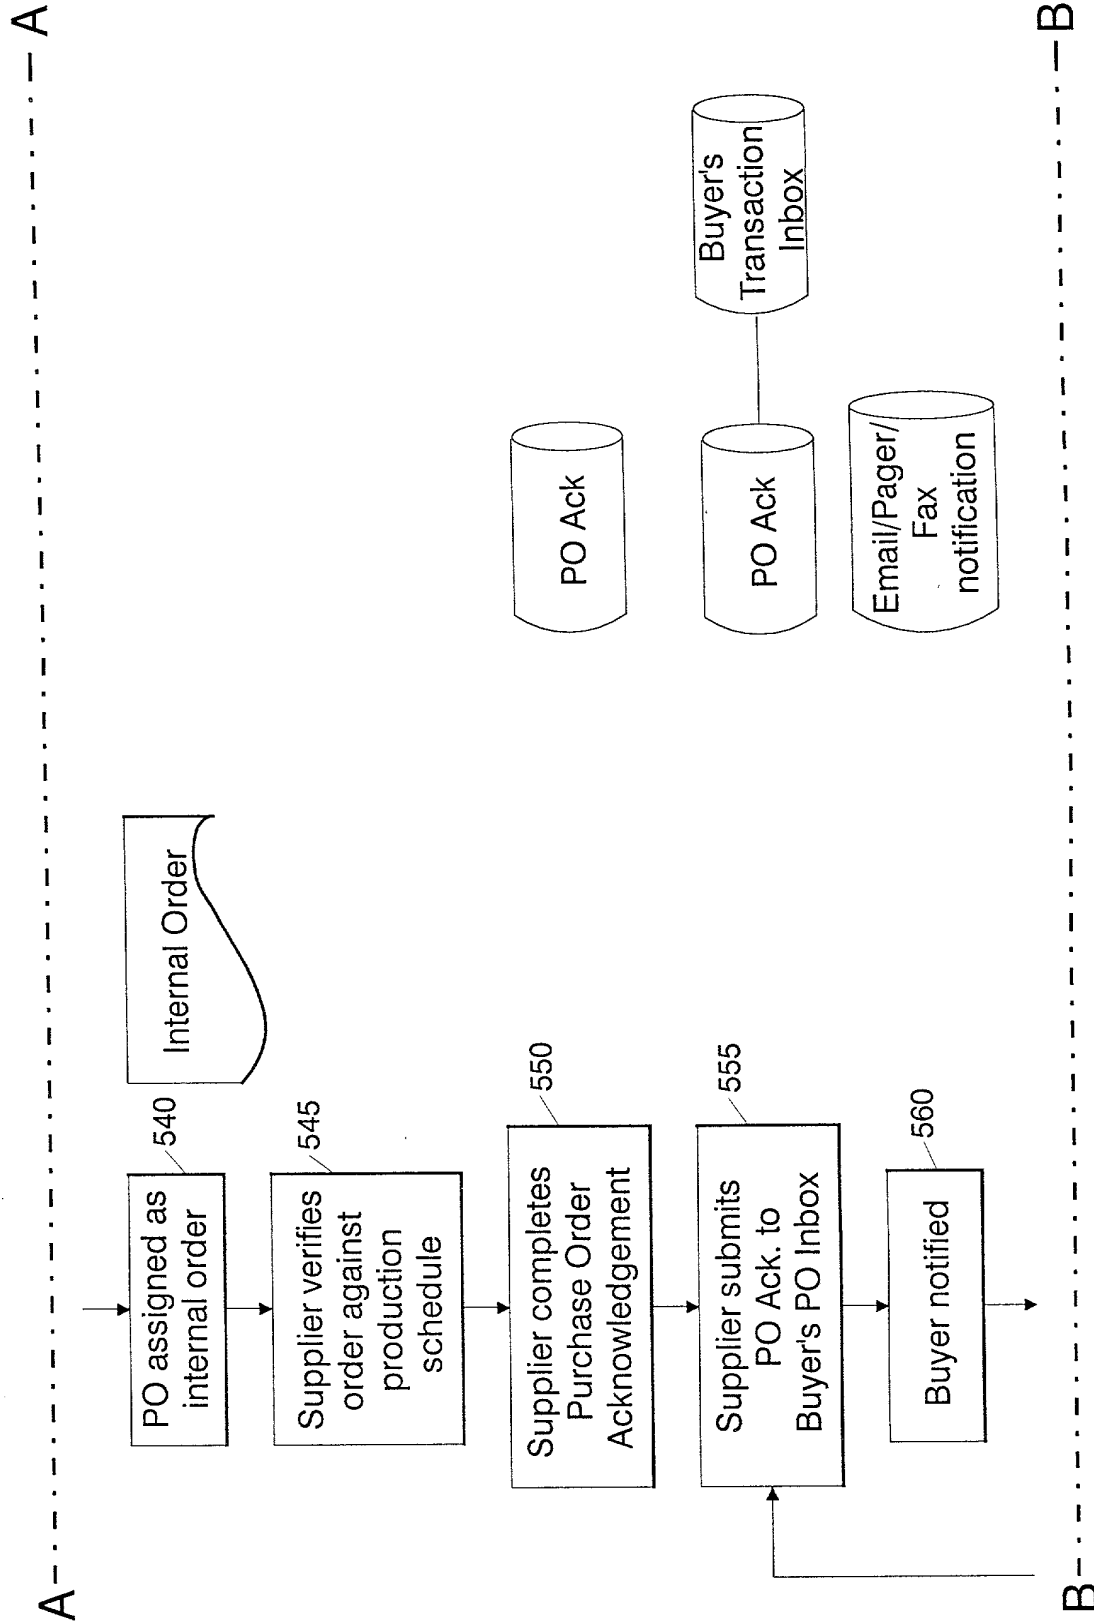 A
A
PO assigned as
internal order
540
Internal Order
Supplier verifies
order against
production
schedule
545
Supplier completes
Purchase Order
Acknowledgement
550
PO Ack
Supplier submits
PO Ack. to
Buyer's PO Inbox
555
PO Ack
Buyer's
Transaction
Inbox
Buyer notified
560
Email/Pager/
Fax
notification
B
B